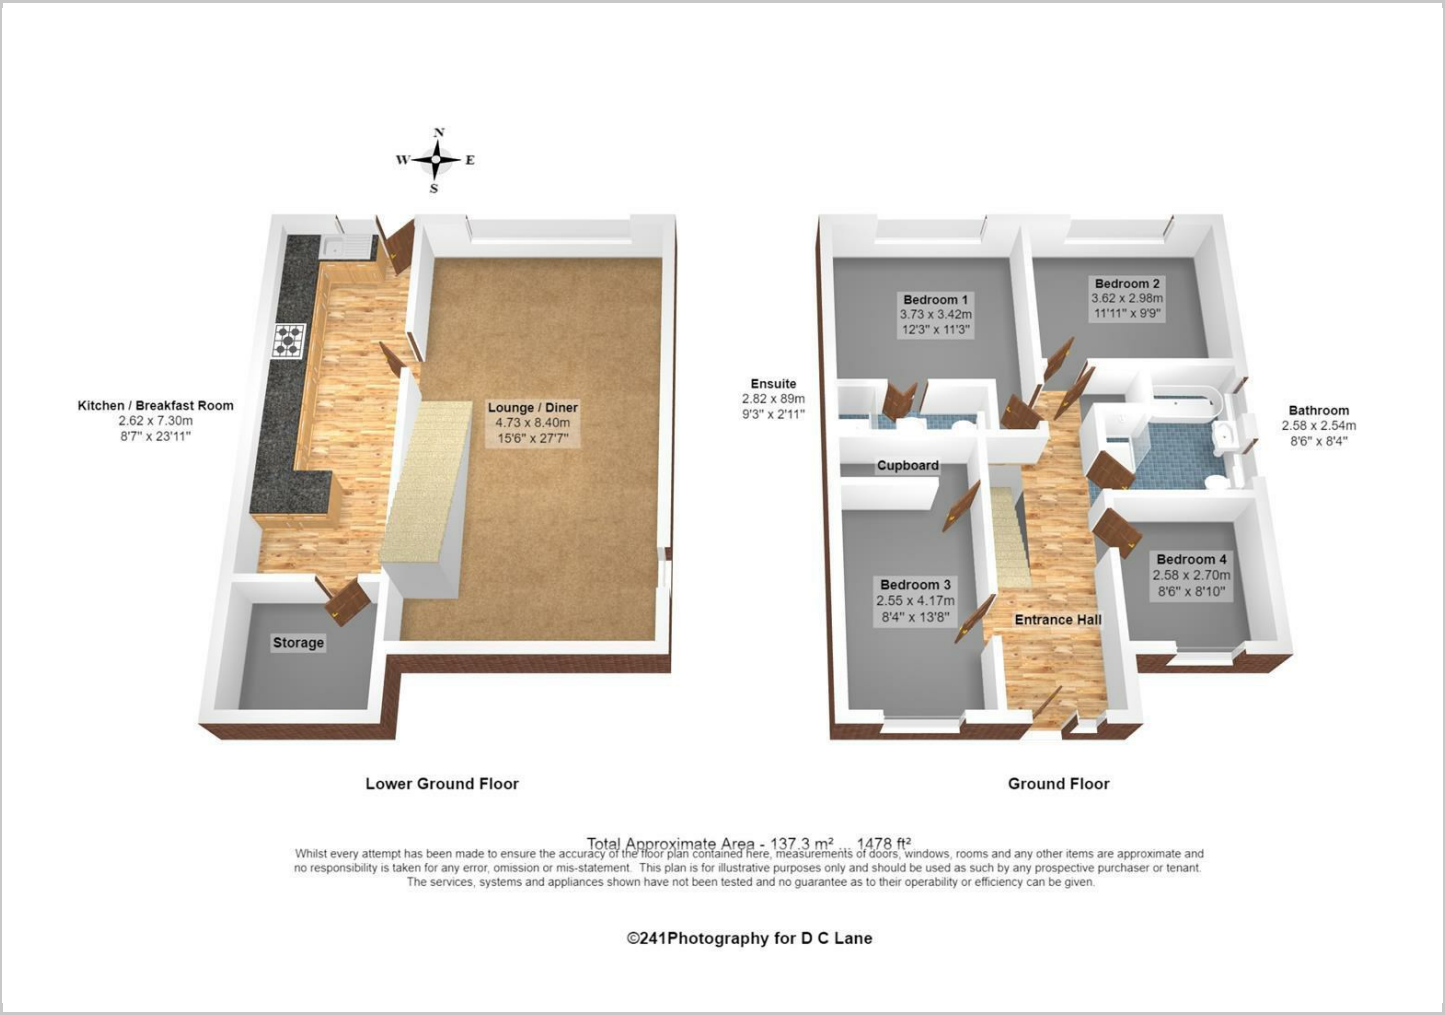 N
W E
S
Kitchen / Breakfast Room
2.62 x 7.30m
8'7" x 23'11"
Lounge / Diner
4.73 x 8.40m
15'6" x 27'7"
Storage
Lower Ground Floor
Bedroom 1
3.73 x 3.42m
12'3" x 11'3"
Bedroom 2
3.62 x 2.98m
11'11" x 9'9"
Ensuite
2.82 x 89m
9'3" x 2'11"
Bathroom
2.58 x 2.54m
8'6" x 8'4"
Cupboard
Bedroom 3
2.55 x 4.17m
8'4" x 13'8"
Bedroom 4
2.58 x 2.70m
8'6" x 8'10"
Entrance Hall
Ground Floor
Total Approximate Area - 137.3 m² ... 1478 ft²
Whilst every attempt has been made to ensure the accuracy of the floor plan contained here, measurements of doors, windows, rooms and any other items are approximate and
no responsibility is taken for any error, omission or mis-statement. This plan is for illustrative purposes only and should be used as such by any prospective purchaser or tenant.
The services, systems and appliances shown have not been tested and no guarantee as to their operability or efficiency can be given.
©241Photography for D C Lane